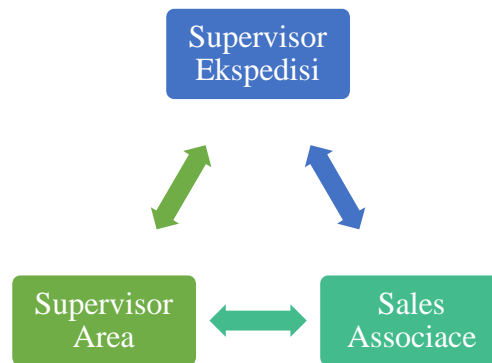 Supervisor
Ekspedisi
Supervisor
Area
Sales
Associace